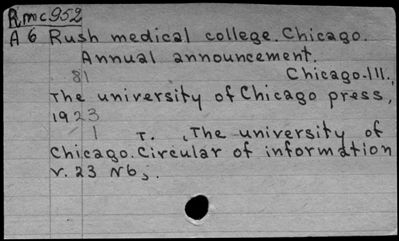 Rmc952
A6 Rush medical college. Chicago.
Annual announcement.
81 Chicago. Ill.,
The university of Chicago press,
1923
1 T. , The university of
Chicago. Circular of information
v. 23 № 5.